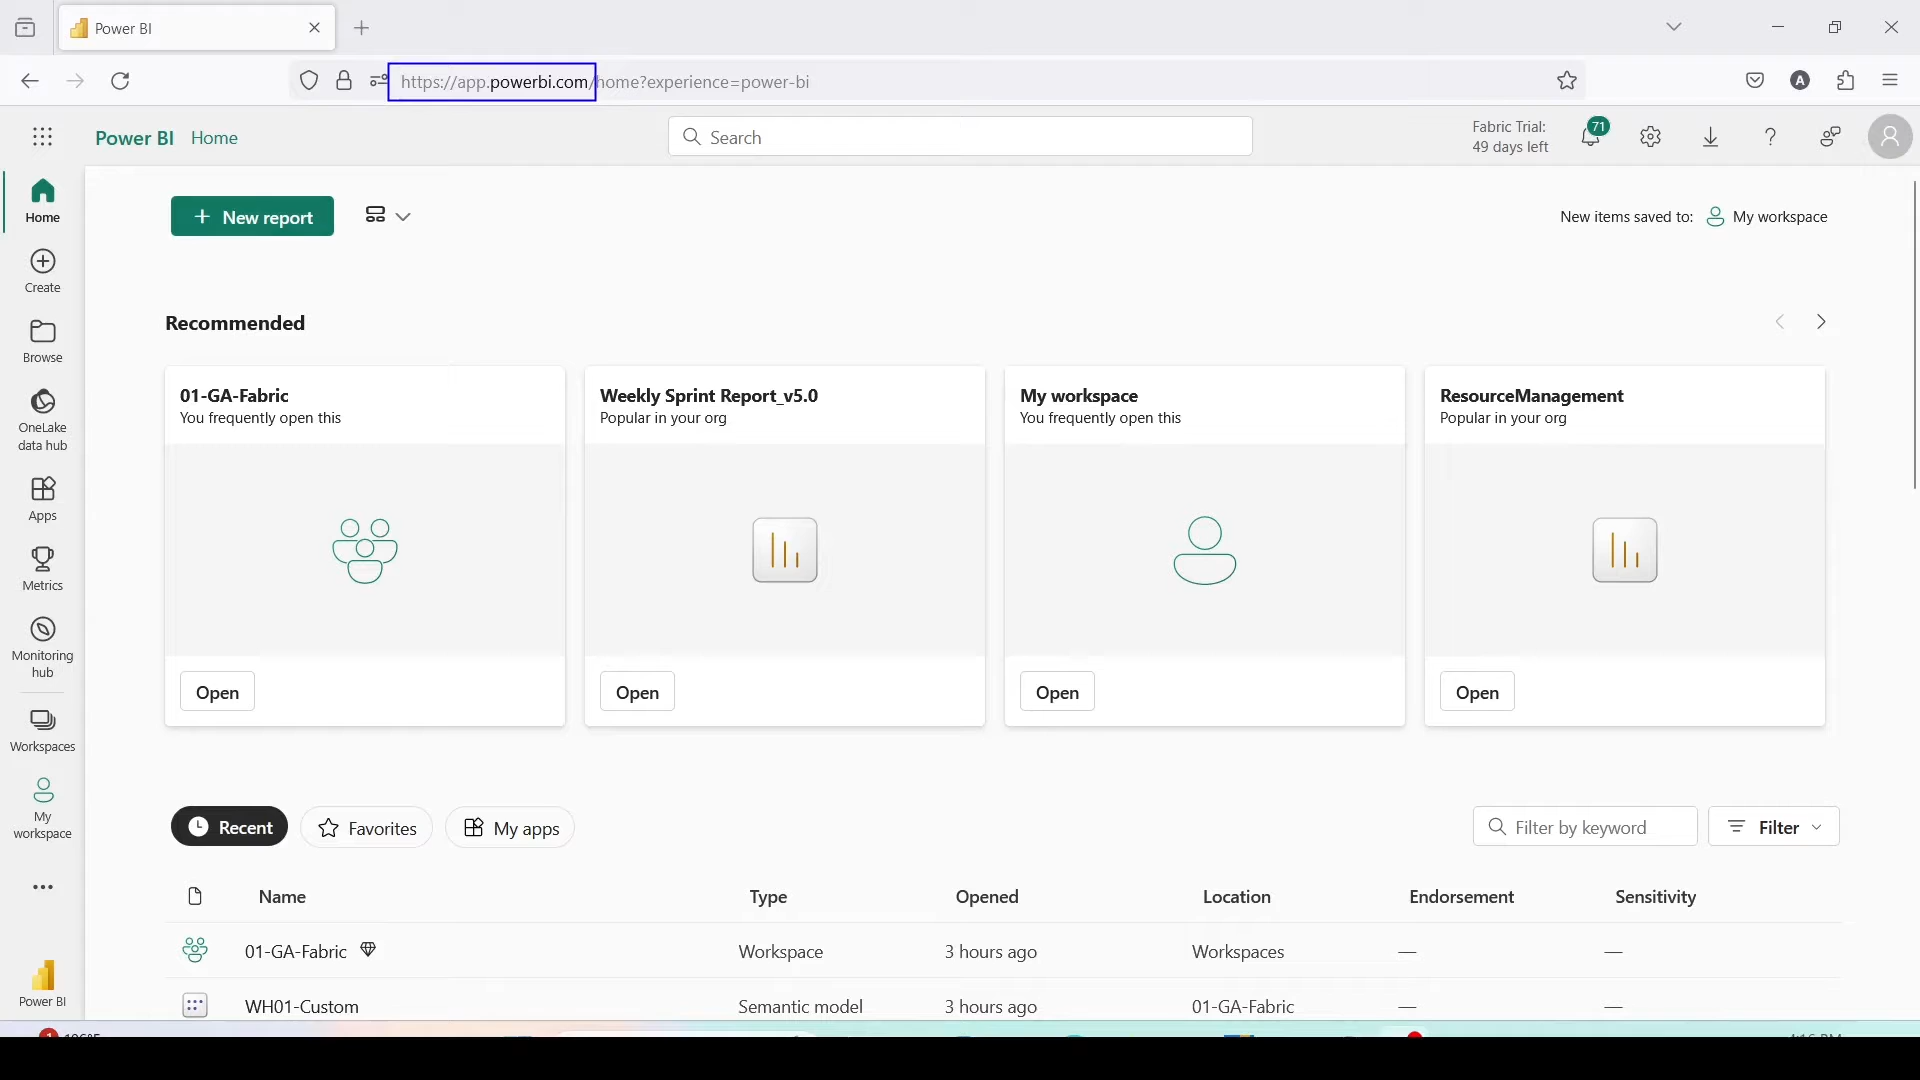 Power BI
https://app.powerbi.com/home?experience=power-bi
A
Power BI Home
Search
Fabric Trial:
49 days left
71
?
Home
Create
Browse
OneLake
data hub
Apps
Metrics
Monitoring
hub
Workspaces
My
workspace
Power BI
New report
New items saved to: My workspace
Recommended
01-GA-Fabric
You frequently open this
Open
Weekly Sprint Report_v5.0
Popular in your org
Open
My workspace
You frequently open this
Open
ResourceManagement
Popular in your org
Open
Recent Favorites My apps
Filter by keyword Filter
Name Type Opened Location Endorsement Sensitivity
01-GA-Fabric Workspace 3 hours ago Workspaces — —
WH01-Custom Semantic model 3 hours ago 01-GA-Fabric — —